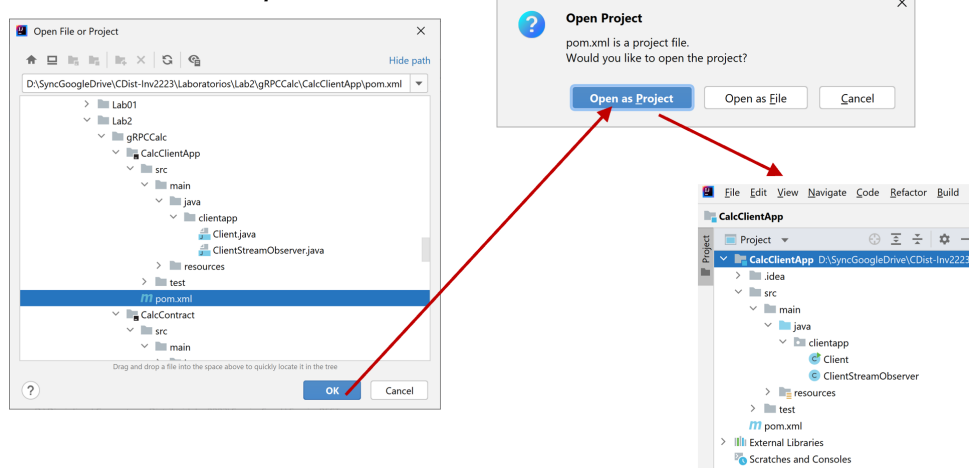 Open File or Project
Hide path
D:\SyncGoogleDrive\CDist-Inv2223\Laboratorios\Lab2\gRPCCalc\CalcClientApp\pom.xml
Lab01
Lab2
gRPCCalc
CalcClientApp
src
main
java
clientapp
Client.java
ClientStreamObserver.java
resources
test
pom.xml
CalcContract
src
main
Drag and drop a file into the space above to quickly locate it in the tree
? OK Cancel
Open Project
pom.xml is a project file.
Would you like to open the project?
Open as Project Open as File Cancel
File Edit View Navigate Code Refactor Build
CalcClientApp
Project
Project
CalcClientApp D:\SyncGoogleDrive\CDist-Inv2223
.idea
src
main
java
clientapp
Client
ClientStreamObserver
resources
test
pom.xml
External Libraries
Scratches and Consoles